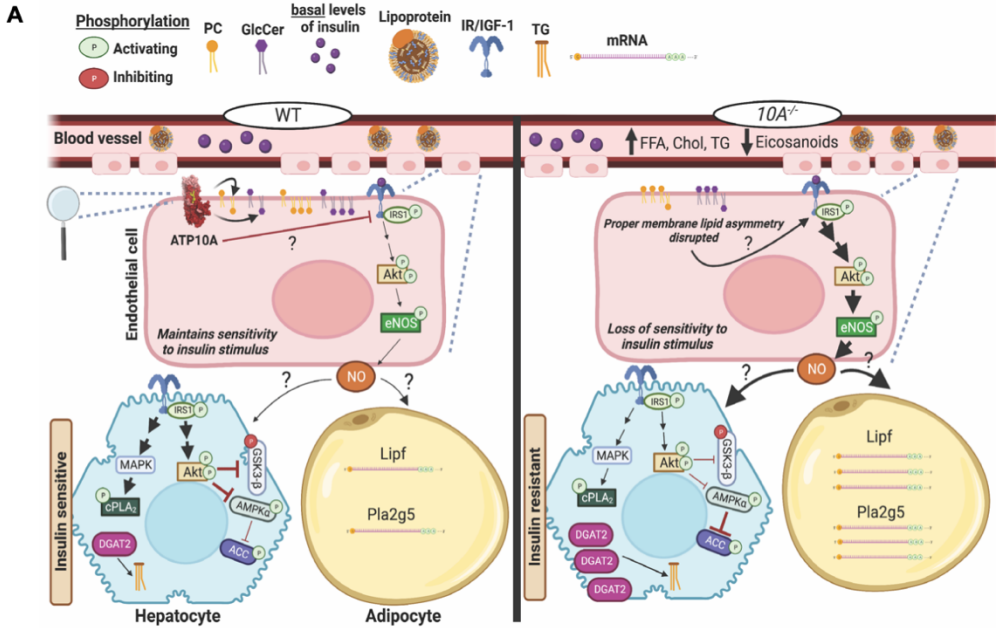 A
Phosphorylation
P Activating
P Inhibiting
PC
GlcCer
basal levels
of insulin
Lipoprotein
IR/IGF-1
TG
mRNA
WT
Blood vessel
ATP10A
?
IRS1 P
Akt P P
eNOS P
Endothelial cell
Maintains sensitivity
to insulin stimulus
NO
?
?
Insulin sensitive
IRS1 P
MAPK
Akt P P
P GSK3-β
P cPLA2
P AMPKα P
DGAT2
ACC P
Hepatocyte
Lipf
Pla2g5
Adipocyte
10A-/-
FFA, Chol, TG
Eicosanoids
Proper membrane lipid asymmetry
disrupted
?
IRS1 P
Akt P P
eNOS P
Loss of sensitivity to
insulin stimulus
NO
?
?
Insulin resistant
IRS1 P
MAPK
Akt P P
P GSK3-β
P cPLA2
P AMPKα P
DGAT2
DGAT2
DGAT2
ACC P
Lipf
Pla2g5